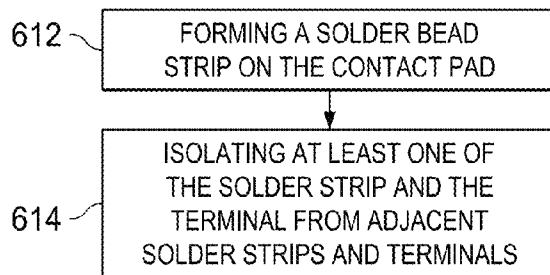 612
FORMING A SOLDER BEAD
STRIP ON THE CONTACT PAD
614
ISOLATING AT LEAST ONE OF
THE SOLDER STRIP AND THE
TERMINAL FROM ADJACENT
SOLDER STRIPS AND TERMINALS